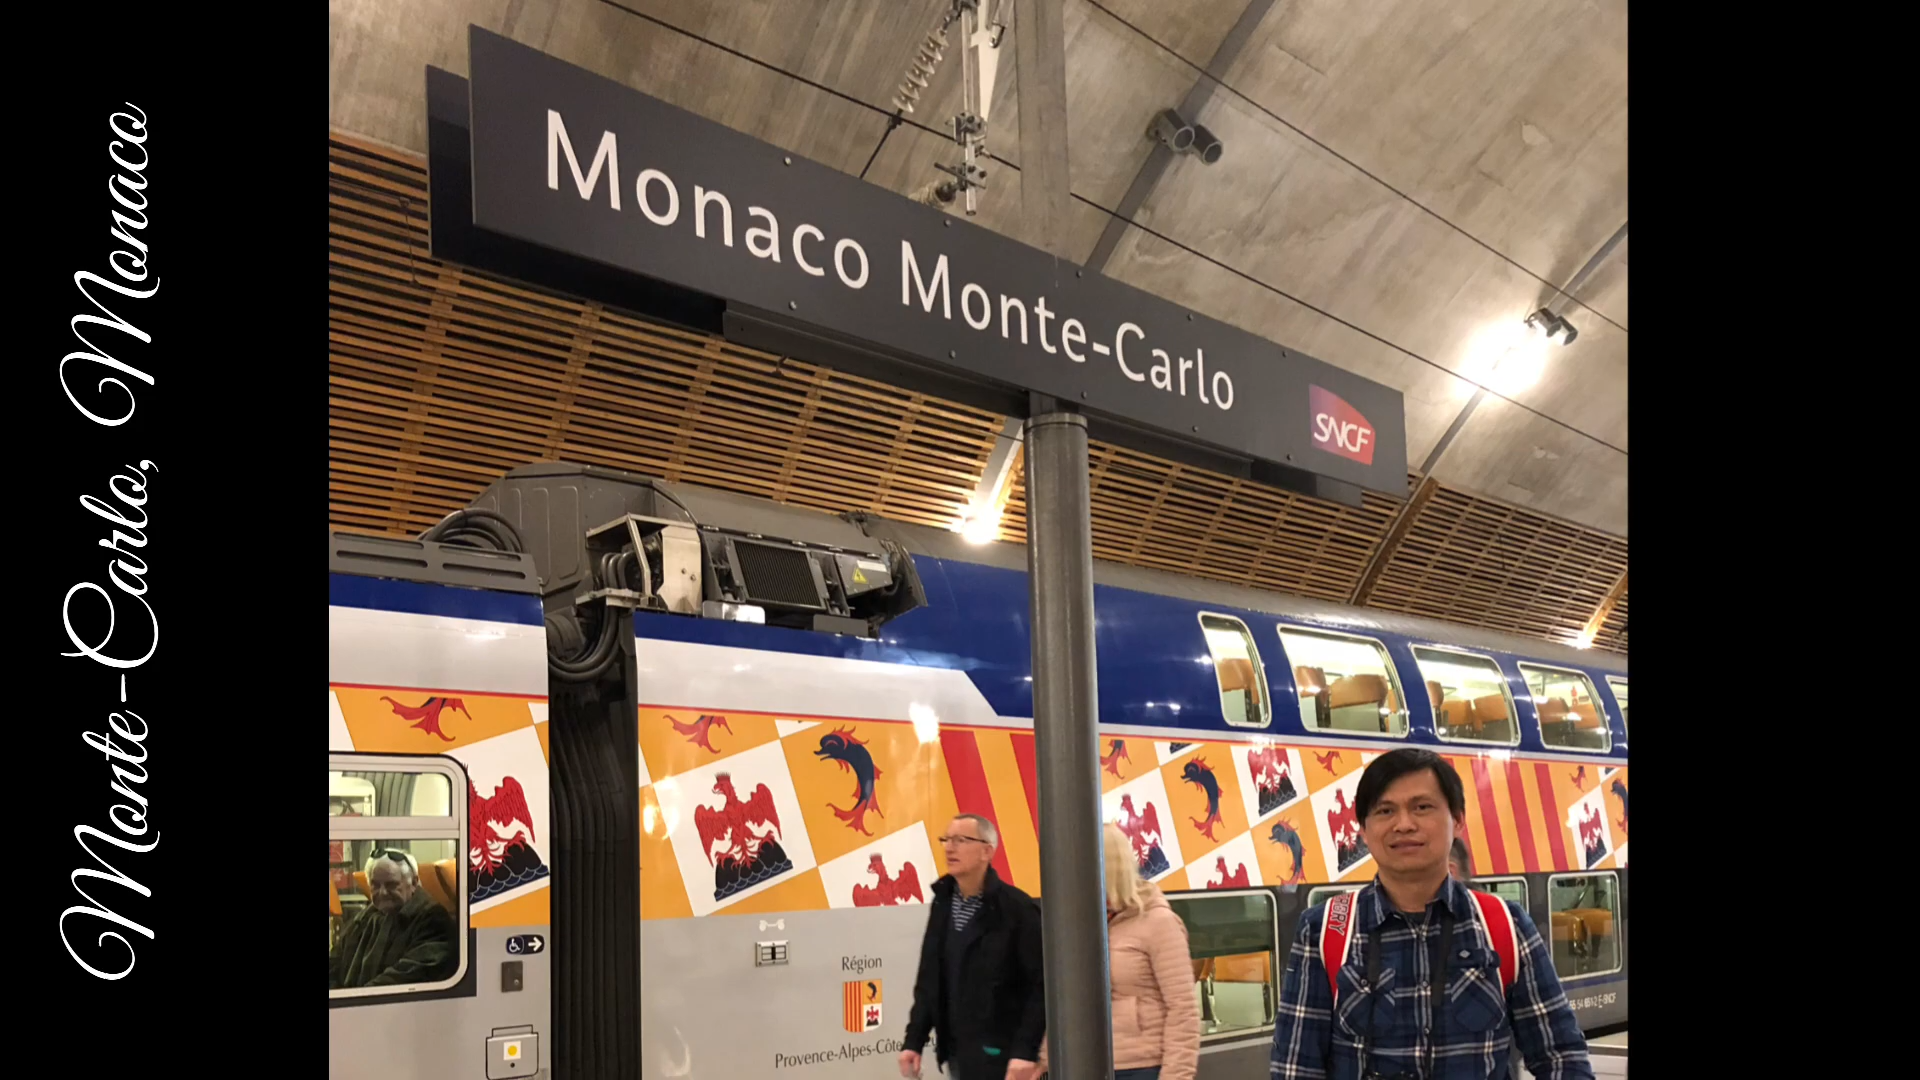 Monte-Carlo, Monaco
Monaco Monte-Carlo
SNCF
Région
Provence-Alpes-Côte